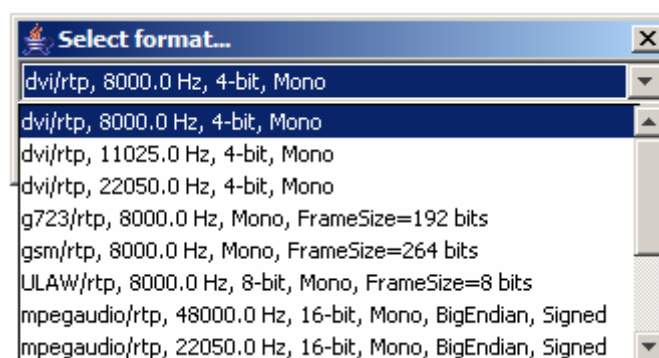 Select format...
dvi/rtp, 8000.0 Hz, 4-bit, Mono
dvi/rtp, 8000.0 Hz, 4-bit, Mono
dvi/rtp, 11025.0 Hz, 4-bit, Mono
dvi/rtp, 22050.0 Hz, 4-bit, Mono
g723/rtp, 8000.0 Hz, Mono, FrameSize=192 bits
gsm/rtp, 8000.0 Hz, Mono, FrameSize=264 bits
ULAW/rtp, 8000.0 Hz, 8-bit, Mono, FrameSize=8 bits
mpegaudio/rtp, 48000.0 Hz, 16-bit, Mono, BigEndian, Signed
mpegaudio/rtp, 22050.0 Hz, 16-bit, Mono, BigEndian, Signed